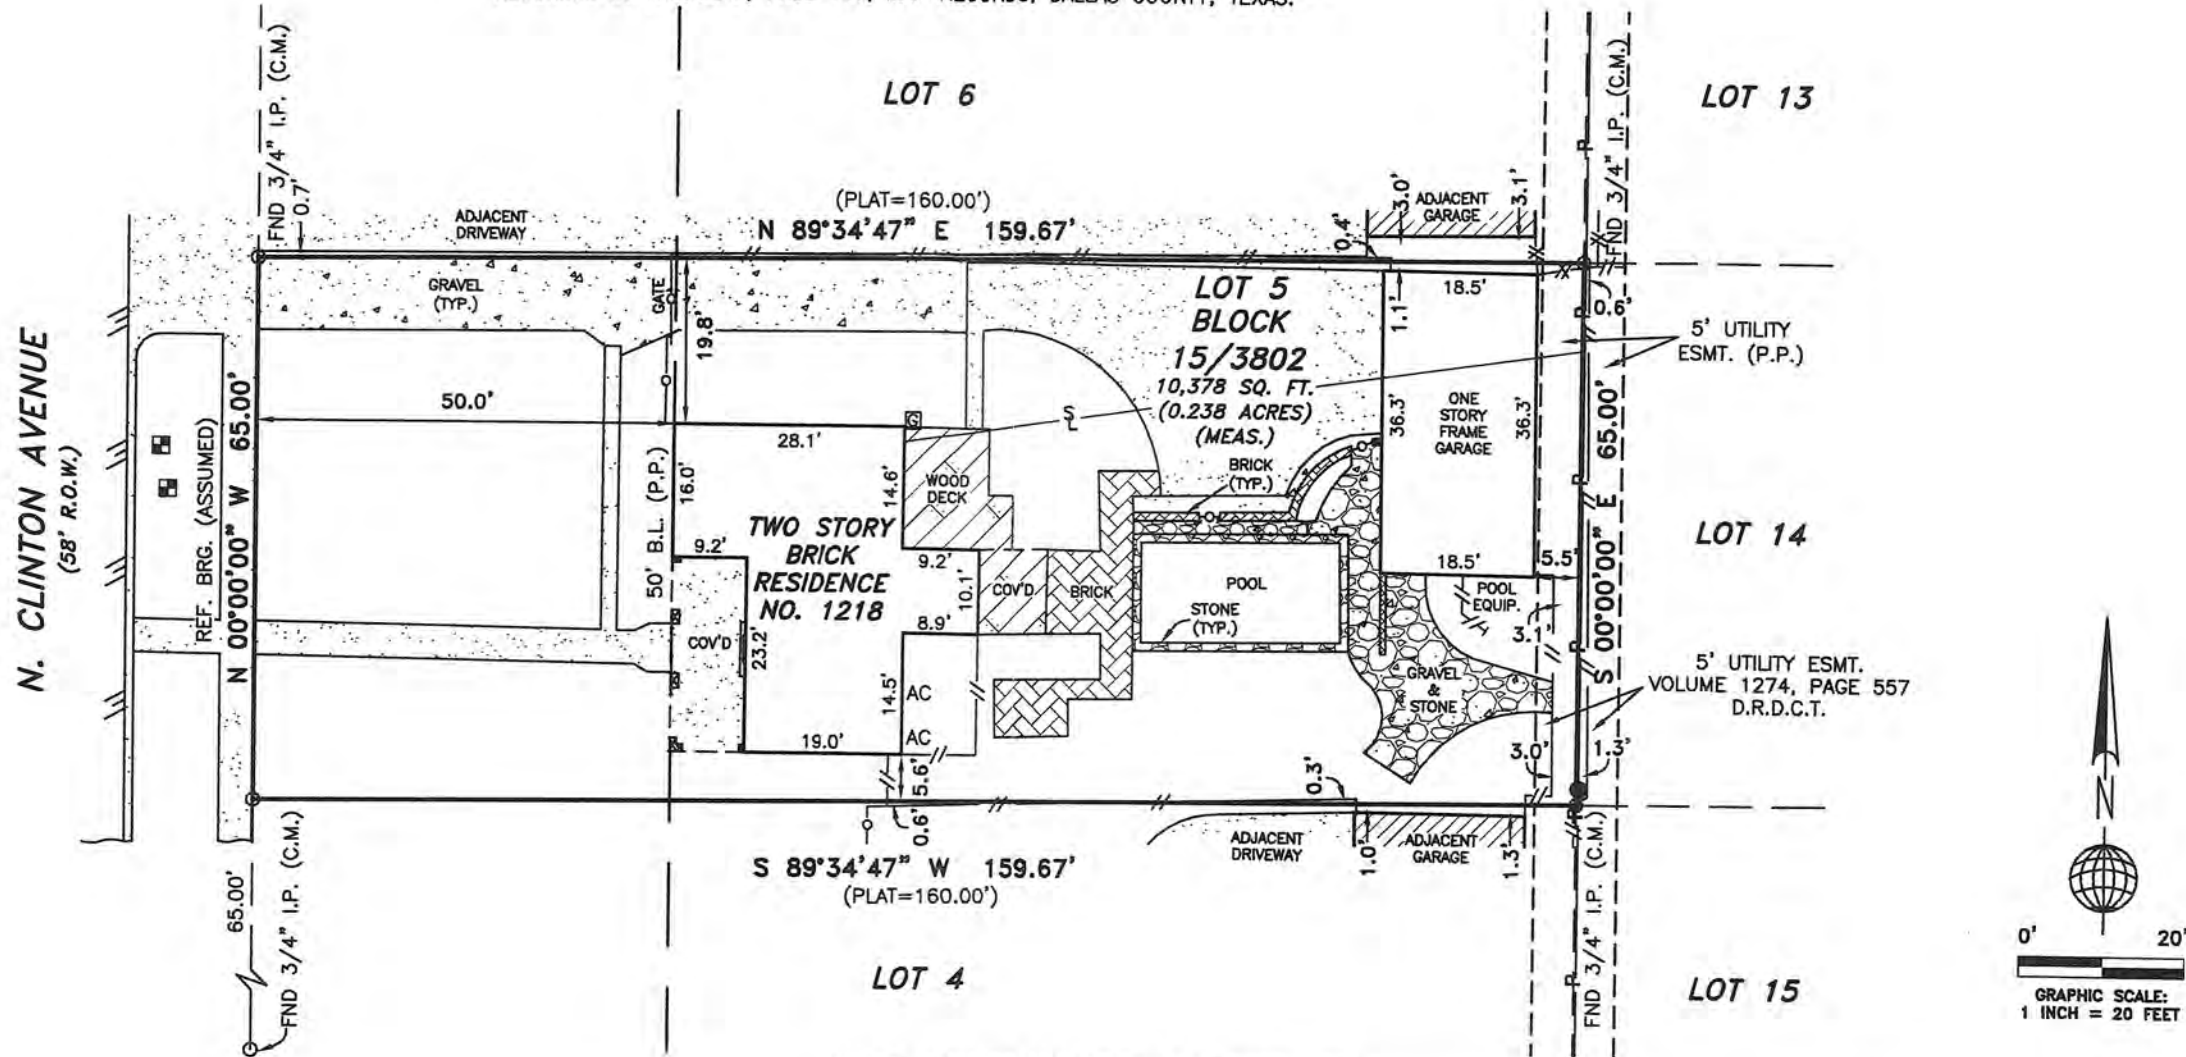 LOT 6
LOT 13
FND 3/4" I.P. (C.M.)
0.7'
ADJACENT
DRIVEWAY
(PLAT=160.00')
N 89°34'47" E 159.67'
0.4'
3.0'
ADJACENT
GARAGE
3.1'
FND 3/4" I.P. (C.M.)
GRAVEL
(TYP.)
GATE
19.8'
LOT 5
BLOCK
15/3802
10,378 SQ. FT.
(0.238 ACRES)
(MEAS.)
1.1'
18.5'
0.6'
5' UTILITY
ESMT. (P.P.)
N. CLINTON AVENUE
(58' R.O.W.)
REF. BRG. (ASSUMED)
N 00°00'00" W 65.00'
50.0'
50' B.L. (P.P.)
28.1'
16.0'
G
14.6'
WOOD
DECK
S
L
BRICK
(TYP.)
36.3'
ONE
STORY
FRAME
GARAGE
36.3'
S 00°00'00" E 65.00'
LOT 14
TWO STORY
BRICK
RESIDENCE
NO. 1218
9.2'
9.2'
10.1'
COV'D
BRICK
POOL
STONE
(TYP.)
18.5'
5.5'
POOL
EQUIP.
3.1'
COV'D
23.2'
8.9'
14.5'
AC
AC
19.0'
GRAVEL
&
STONE
5' UTILITY ESMT.
VOLUME 1274, PAGE 557
D.R.D.C.T.
3.0'
1.3'
5.6'
0.6'
0.3'
S 89°34'47" W 159.67'
(PLAT=160.00')
ADJACENT
DRIVEWAY
1.0'
ADJACENT
GARAGE
1.3'
65.00'
FND 3/4" I.P. (C.M.)
FND 3/4" I.P. (C.M.)
LOT 4
LOT 15
N
0' 20'
GRAPHIC SCALE:
1 INCH = 20 FEET